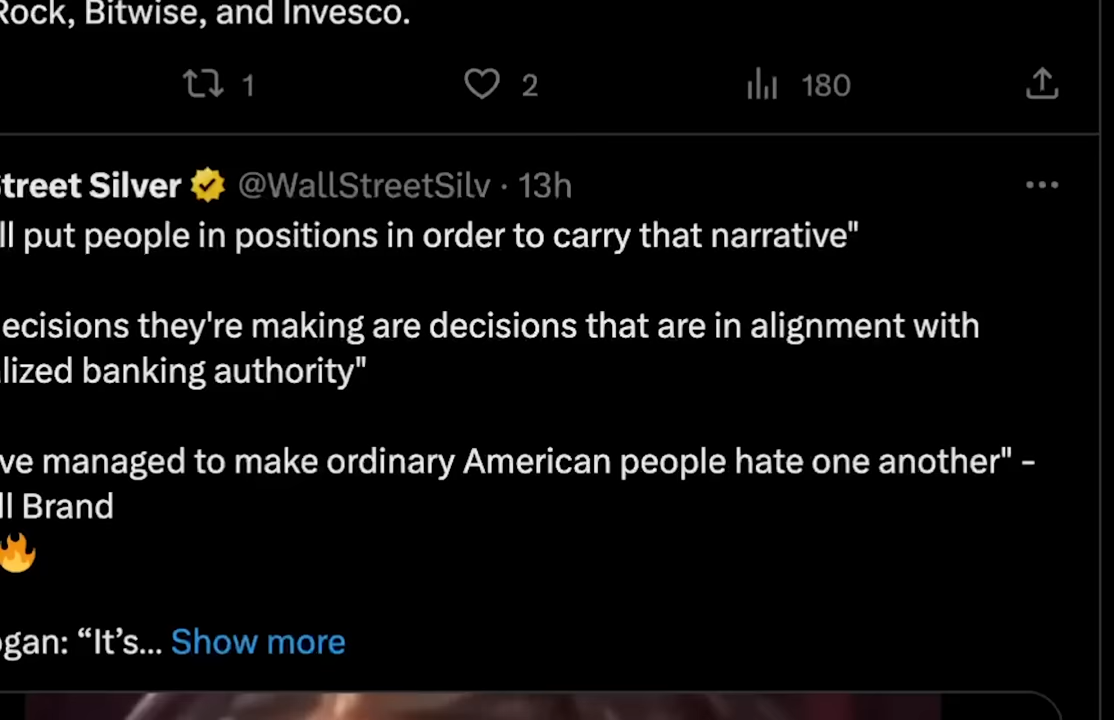 Rock, Bitwise, and Invesco.
1 2 180
treet Silver @WallStreetSilv · 13h
ll put people in positions in order to carry that narrative"
ecisions they're making are decisions that are in alignment with
lized banking authority"
ve managed to make ordinary American people hate one another" -
ll Brand
ogan: “It’s... Show more